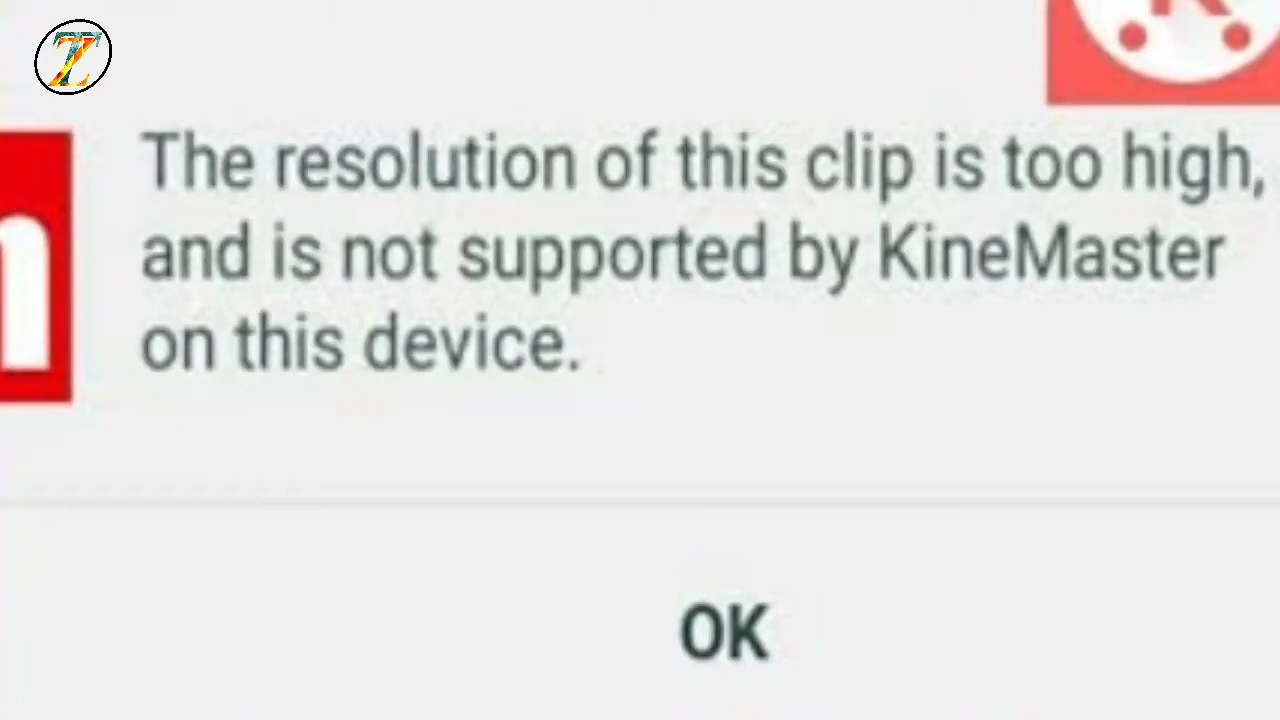 Z
The resolution of this clip is too high,
and is not supported by KineMaster
on this device.
OK